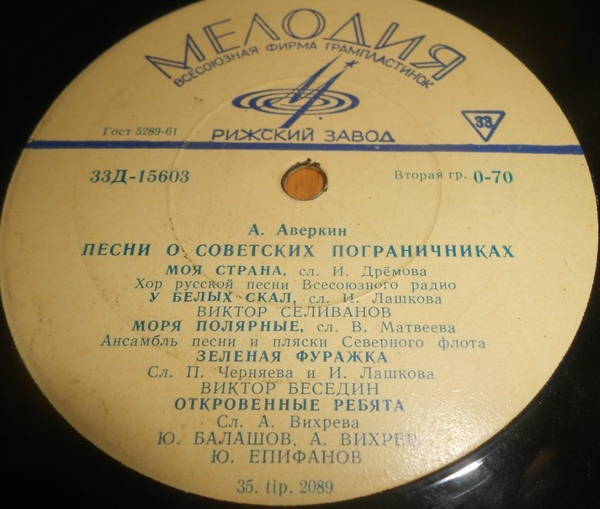 МЕЛОДИЯ
ВСЕСОЮЗНАЯ ФИРМА ГРАМПЛАСТИНОК
РИЖСКИЙ ЗАВОД
Гост 5289-61
33
33Д-15603
Вторая гр. 0-70
А. Аверкин
ПЕСНИ О СОВЕТСКИХ ПОГРАНИЧНИКАХ
МОЯ СТРАНА, сл. И. Дрёмова
Хор русской песни Всесоюзного радио
У БЕЛЫХ СКАЛ, сл. И. Лашкова
ВИКТОР СЕЛИВАНОВ
МОРЯ ПОЛЯРНЫЕ, сл. В. Матвеева
Ансамбль песни и пляски Северного флота
ЗЕЛЕНАЯ ФУРАЖКА
Сл. П. Черняева и И. Лашкова
ВИКТОР БЕСЕДИН
ОТКРОВЕННЫЕ РЕБЯТА
Сл. А. Вихрева
Ю. БАЛАШОВ, А. ВИХРЕВ
Ю. ЕПИФАНОВ
35. tip. 2089